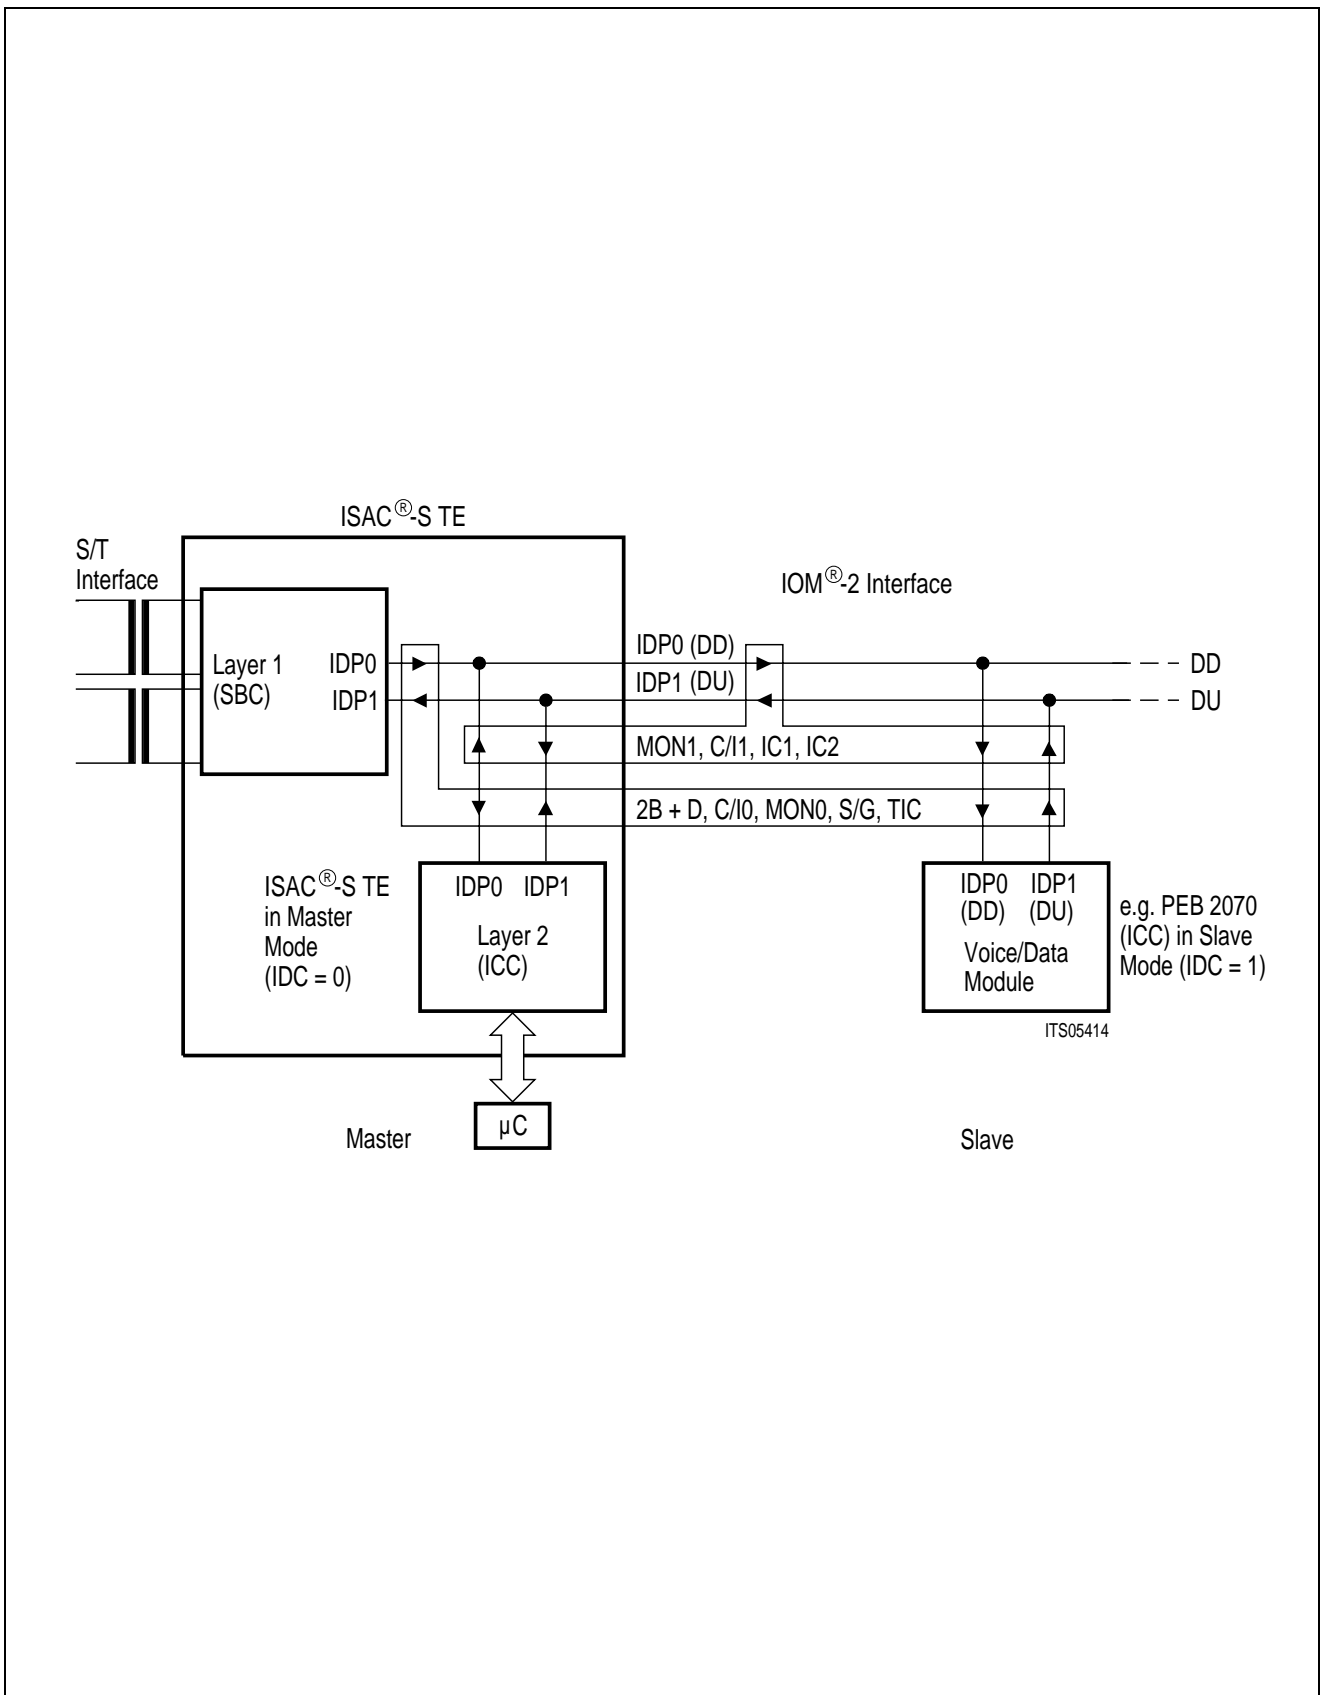 ISAC®-S TE
S/T
Interface
IOM®-2 Interface
Layer 1
(SBC)
IDP0
IDP1
IDP0 (DD)
IDP1 (DU)
DD
DU
MON1, C/I1, IC1, IC2
2B + D, C/I0, MON0, S/G, TIC
ISAC®-S TE
in Master
Mode
(IDC = 0)
IDP0 IDP1
Layer 2
(ICC)
IDP0 IDP1
(DD) (DU)
Voice/Data
Module
e.g. PEB 2070
(ICC) in Slave
Mode (IDC = 1)
ITS05414
µC
Master
Slave